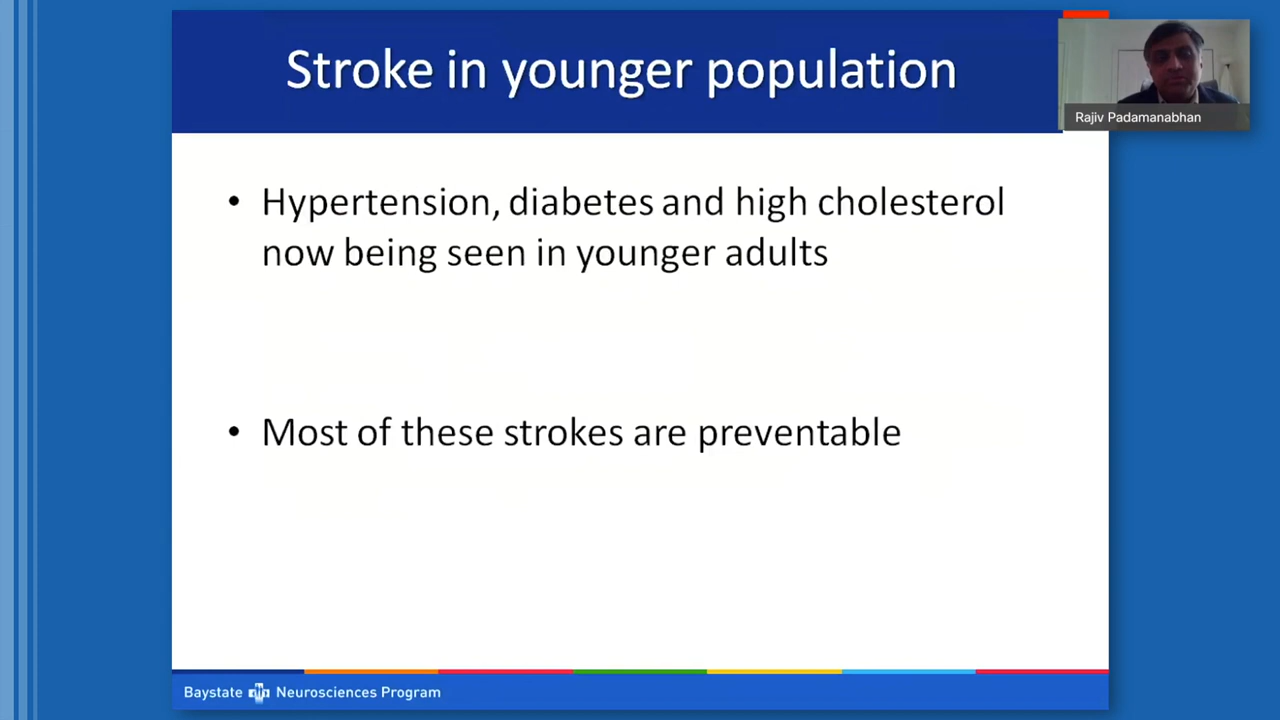 Stroke in younger population
Rajiv Padamanabhan
• Hypertension, diabetes and high cholesterol
now being seen in younger adults
• Most of these strokes are preventable
Baystate Neurosciences Program